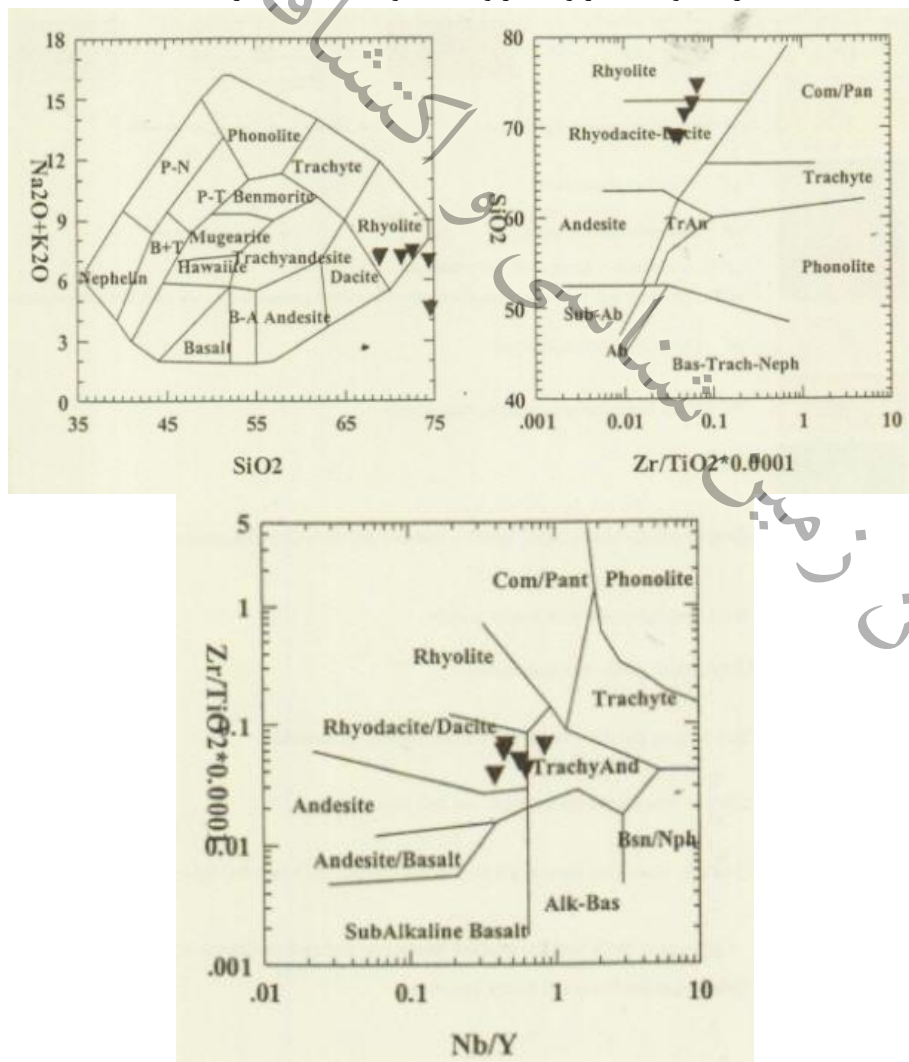 18
15
12
9
6
3
0
35
45
55
65
75
Na2O+K2O
SiO2
Phonolite
P-N
Trachyte
P-T
Benmorite
Rhyolite
B+T
Mugearite
Trachyandesite
Hawaiite
Nephelin
Dacite
B-A
Andesite
Basalt
80
70
60
50
40
.001
0.01
0.1
1
10
SiO2
Zr/TiO2*0.0001
Rhyolite
Com/Pan
Rhyodacite-Dacite
Trachyte
Andesite
TrAn
Phonolite
Sub-Ab
Ab
Bas-Trach-Neph
5
1
0.1
0.01
.001
.01
0.1
1
10
Zr/TiO2*0.0001
Nb/Y
Com/Pant
Phonolite
Rhyolite
Trachyte
Rhyodacite/Dacite
TrachyAnd
Andesite
Bsn/Nph
Andesite/Basalt
Alk-Bas
SubAlkaline Basalt
و اکتشاف
شناسی
زمین